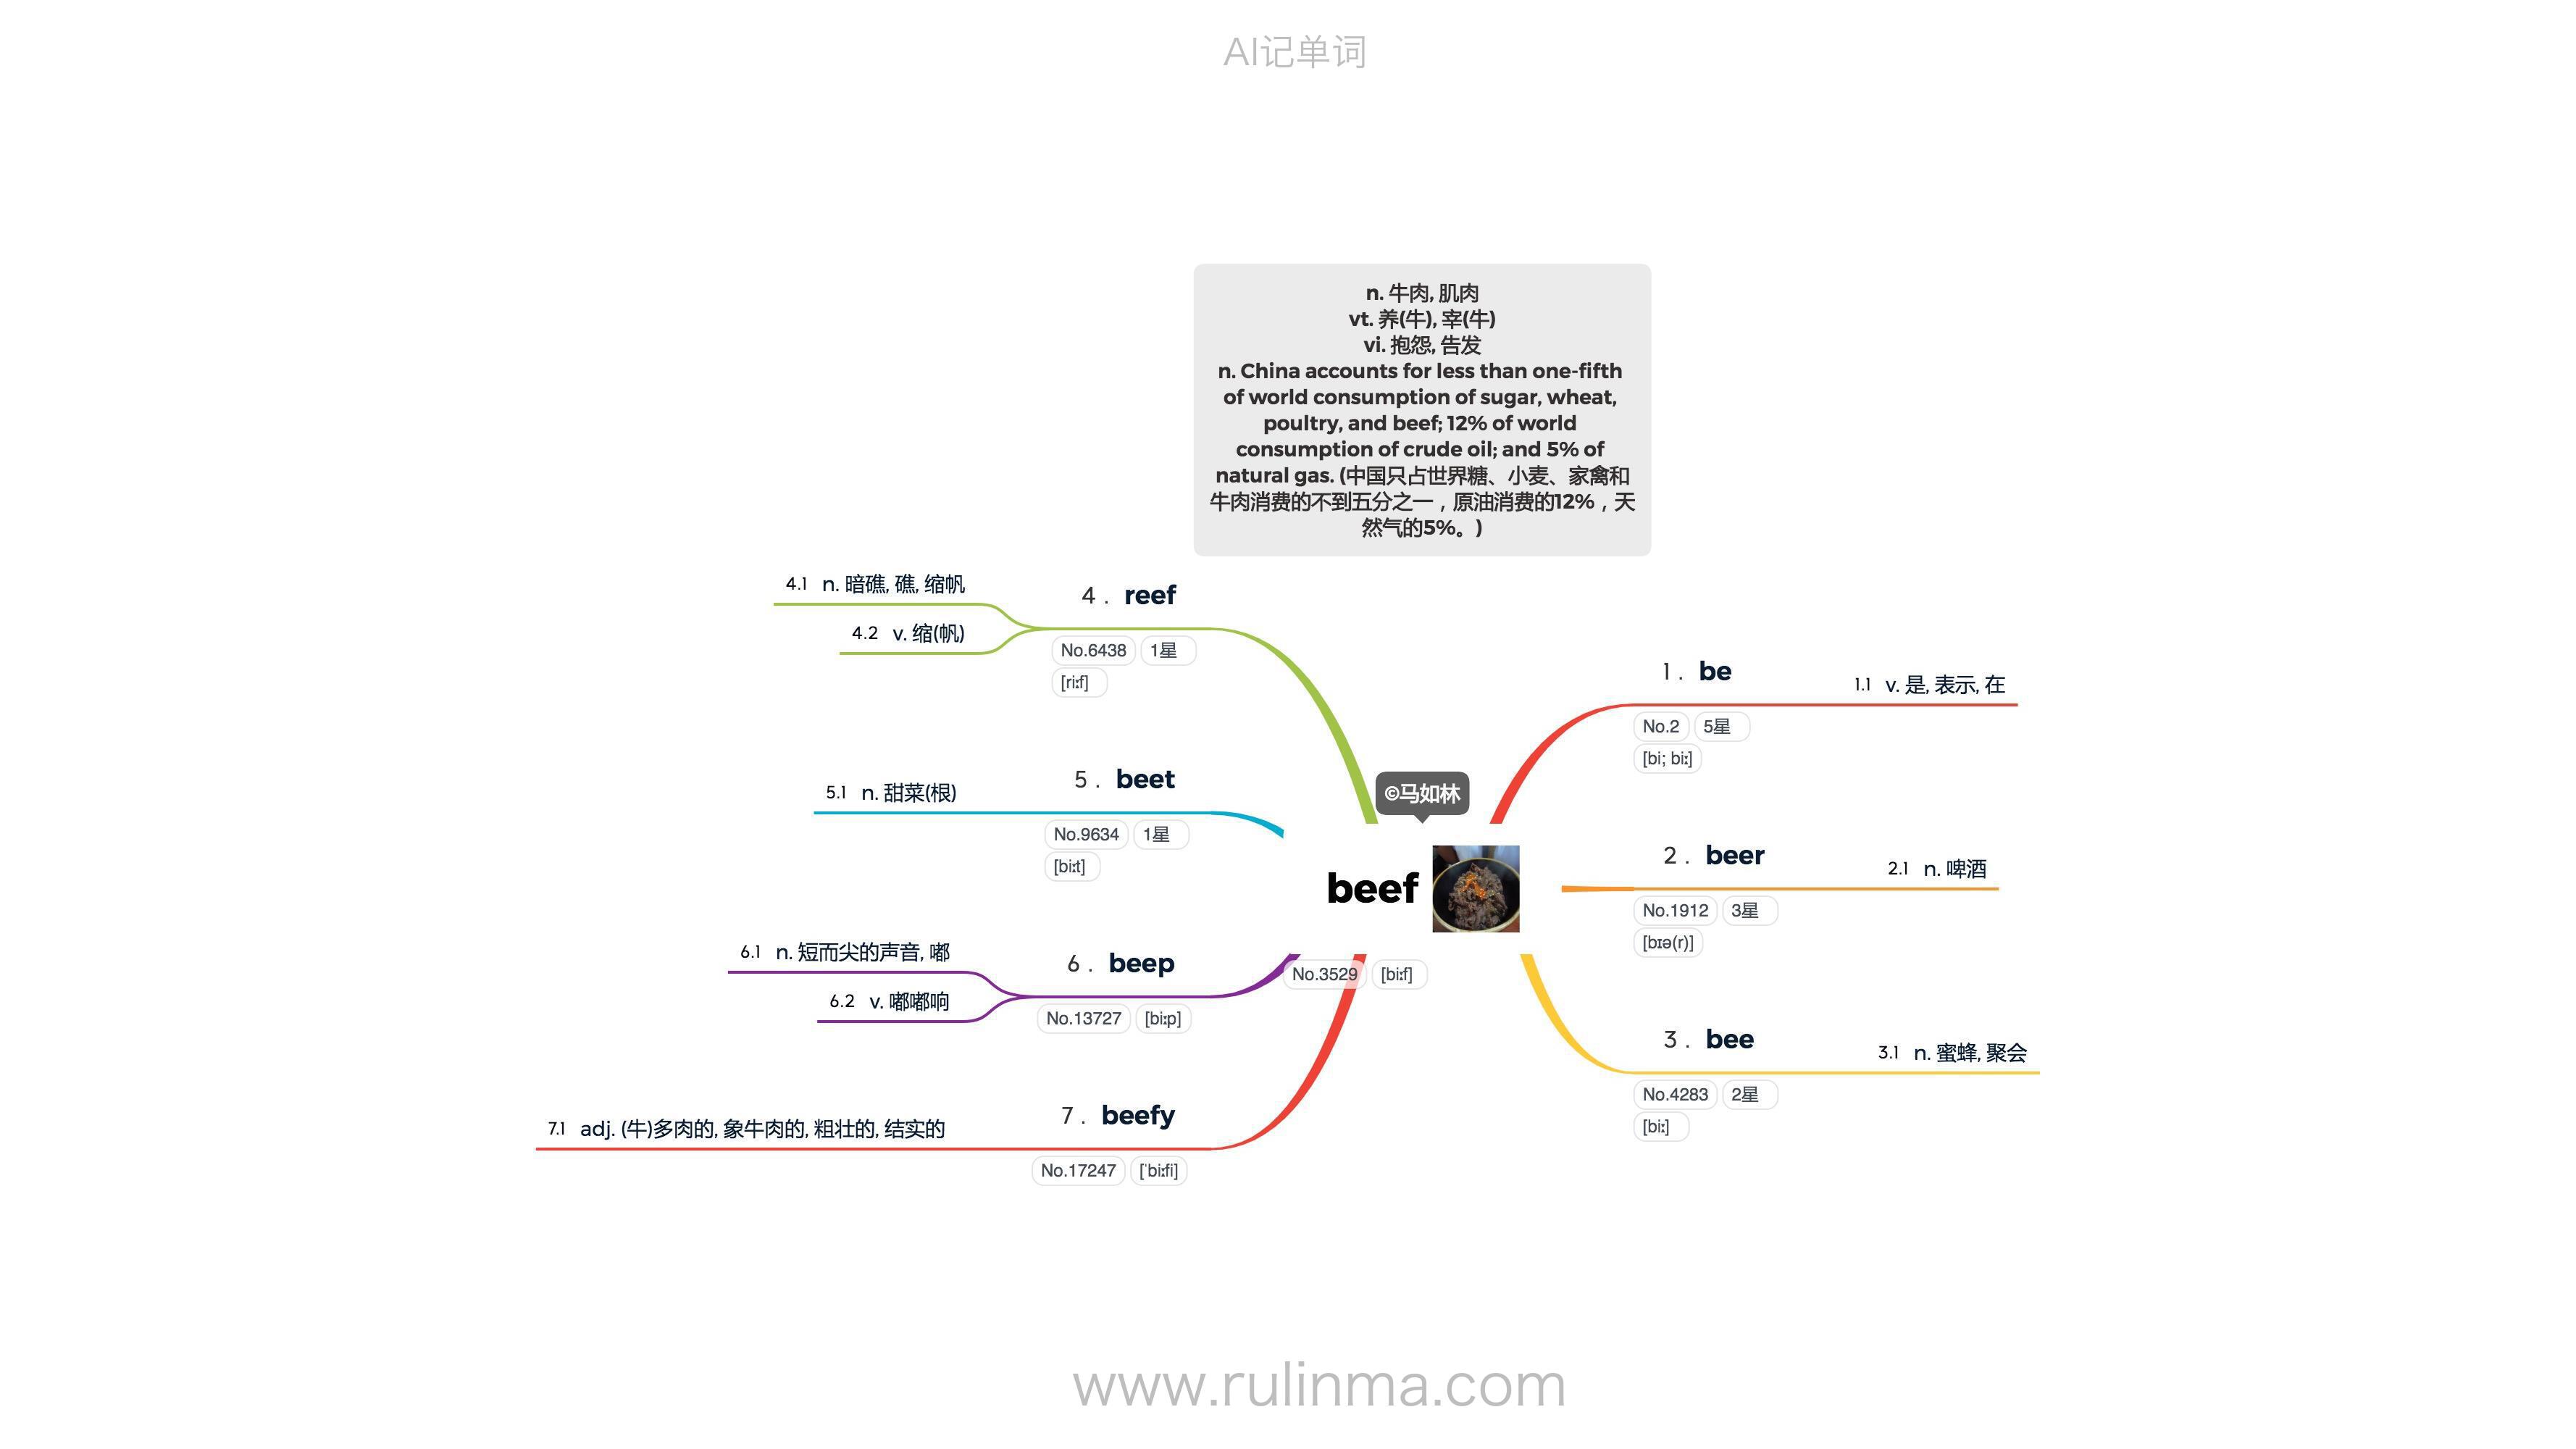 AI记单词
n. 牛肉, 肌肉
vt. 养(牛), 宰(牛)
vi. 抱怨, 告发
n. China accounts for less than one-fifth
of world consumption of sugar, wheat,
poultry, and beef; 12% of world
consumption of crude oil; and 5% of
natural gas. (中国只占世界糖、小麦、家禽和
牛肉消费的不到五分之一，原油消费的12%，天
然气的5%。)
©马如林
beef
No.3529 [biːf]
1 . be
1.1 v. 是, 表示, 在
No.2 5星
[bi; biː]
2 . beer
2.1 n. 啤酒
No.1912 3星
[bɪə(r)]
3 . bee
3.1 n. 蜜蜂, 聚会
No.4283 2星
[biː]
4 . reef
4.1 n. 暗礁, 礁, 缩帆
4.2 v. 缩(帆)
No.6438 1星
[riːf]
5 . beet
5.1 n. 甜菜(根)
No.9634 1星
[biːt]
6 . beep
6.1 n. 短而尖的声音, 嘟
6.2 v. 嘟嘟响
No.13727 [biːp]
7 . beefy
7.1 adj. (牛)多肉的, 象牛肉的, 粗壮的, 结实的
No.17247 [ˈbiːfi]
www.rulinma.com